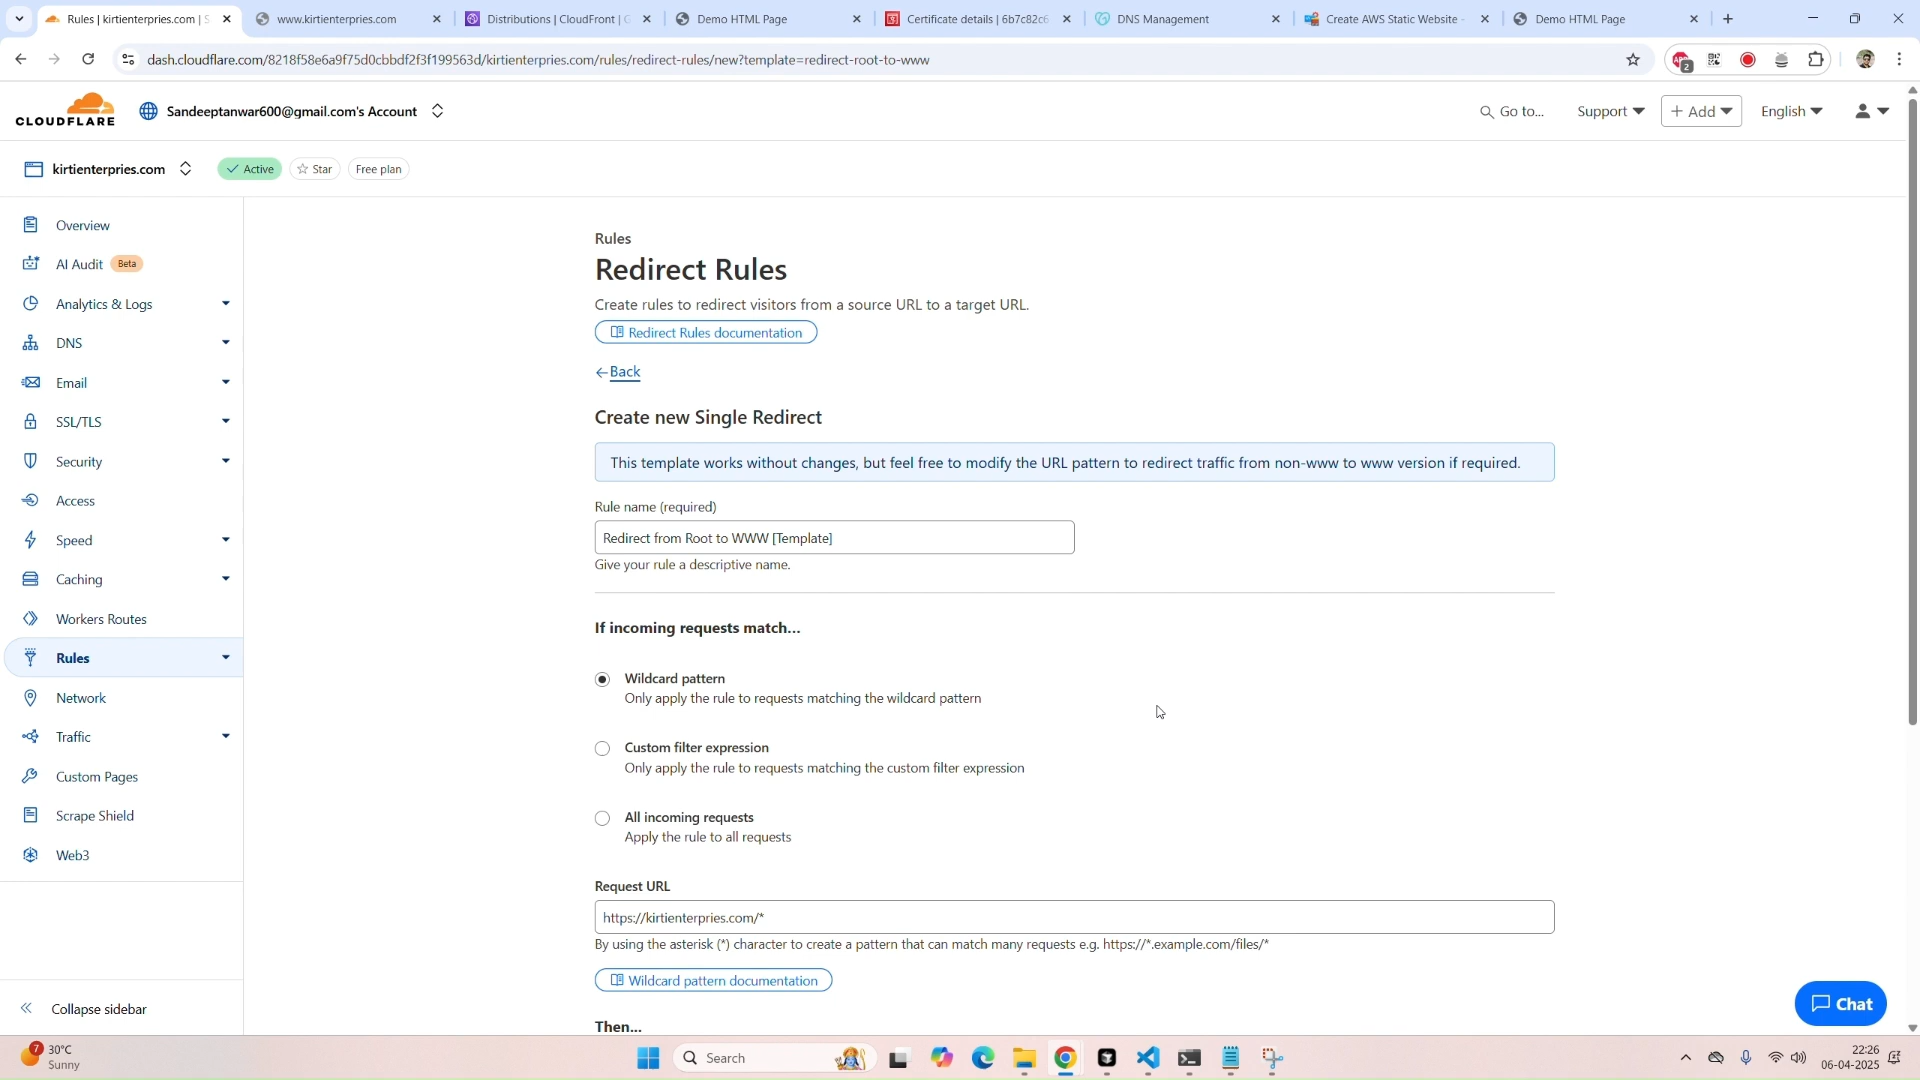 Rules | kirtienterpries.com | S
www.kirtienterpries.com
Distributions | CloudFront | G
Demo HTML Page
Certificate details | 6b7c82c6
DNS Management
Create AWS Static Website -
Demo HTML Page
dash.cloudflare.com/8218f58e6a9f75d0cbbdf2f3f199563d/kirtienterpries.com/rules/redirect-rules/new?template=redirect-root-to-www
2
CLOUDFLARE
Sandeeptanwar600@gmail.com's Account
Go to...
Support
+ Add
English
kirtienterpries.com
Active
Star
Free plan
Overview
AI Audit Beta
Analytics & Logs
DNS
Email
SSL/TLS
Security
Access
Speed
Caching
Workers Routes
Rules
Network
Traffic
Custom Pages
Scrape Shield
Web3
Collapse sidebar
Rules
Redirect Rules
Create rules to redirect visitors from a source URL to a target URL.
Redirect Rules documentation
←Back
Create new Single Redirect
This template works without changes, but feel free to modify the URL pattern to redirect traffic from non-www to www version if required.
Rule name (required)
Redirect from Root to WWW [Template]
Give your rule a descriptive name.
If incoming requests match...
Wildcard pattern
Only apply the rule to requests matching the wildcard pattern
Custom filter expression
Only apply the rule to requests matching the custom filter expression
All incoming requests
Apply the rule to all requests
Request URL
https://kirtienterpries.com/*
By using the asterisk (*) character to create a pattern that can match many requests e.g. https://*.example.com/files/*
Wildcard pattern documentation
Then...
Chat
7
30°C
Sunny
Search
22:26
06-04-2025